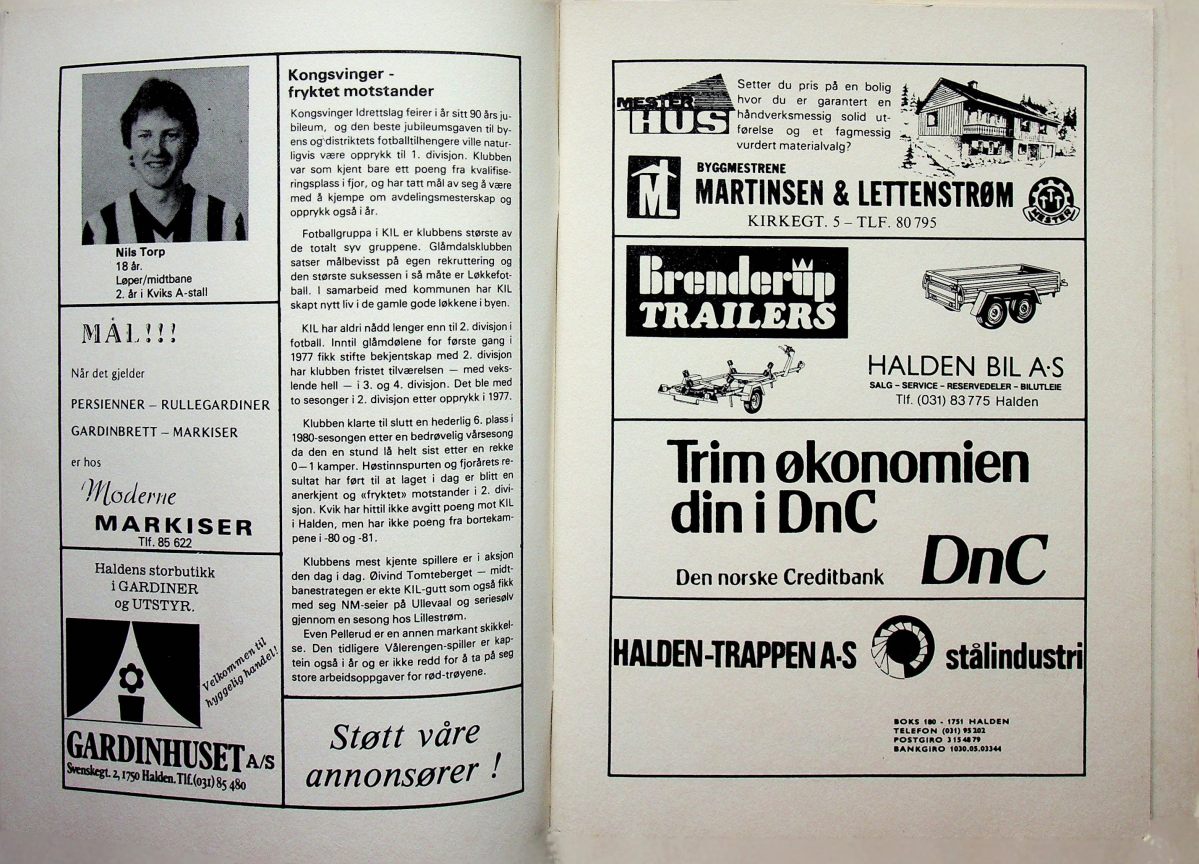 Nils Torp
18 år.
Løper/midtbane
2. år i Kviks A-stall
MÅL!!!
Når det gjelder
PERSIENNER – RULLEGARDINER
GARDINBRETT – MARKISER
er hos
Moderne
MARKISER
Tlf. 85 622
Haldens storbutikk
i GARDINER
og UTSTYR.
Velkommen til
hyggelig handel!
GARDINHUSET A/S
Svenskegt. 2, 1750 Halden. Tlf. (031) 85 480
Kongsvinger -
fryktet motstander
Kongsvinger Idrettslag feirer i år sitt 90 års ju-
bileum, og den beste jubileumsgaven til by-
ens og distriktets fotballtilhengere ville natur-
ligvis være opprykk til 1. divisjon. Klubben
var som kjent bare ett poeng fra kvalifise-
ringsplass i fjor, og har tatt mål av seg å være
med å kjempe om avdelingsmesterskap og
opprykk også i år.
Fotballgruppa i KIL er klubbens største av
de totalt syv gruppene. Glåmdalsklubben
satser målbevisst på egen rekruttering og
den største suksessen i så måte er Løkkefot-
ball. I samarbeid med kommunen har KIL
skapt nytt liv i de gamle gode løkkene i byen.
KIL har aldri nådd lenger enn til 2. divisjon i
fotball. Inntil glåmdølene for første gang i
1977 fikk stifte bekjentskap med 2. divisjon
har klubben fristet tilværelsen — med veks-
lende hell — i 3. og 4. divisjon. Det ble med
to sesonger i 2. divisjon etter opprykk i 1977.
Klubben klarte til slutt en hederlig 6. plass i
1980-sesongen etter en bedrøvelig vårsesong
da den en stund lå helt sist etter en rekke
0—1 kamper. Høstinnspurten og fjorårets re-
sultat har ført til at laget i dag er blitt en
anerkjent og «fryktet» motstander i 2. divi-
sjon. Kvik har hittil ikke avgitt poeng mot KIL
i Halden, men har ikke poeng fra bortekam-
pene i -80 og -81.
Klubbens mest kjente spillere er i aksjon
den dag i dag. Øivind Tomteberget — midt-
banestrategen er ekte KIL-gutt som også fikk
med seg NM-seier på Ullevaal og seriesølv
gjennom en sesong hos Lillestrøm.
Even Pellerud er en annen markant skikkel-
se. Den tidligere Vålerengen-spiller er kap-
tein også i år og er ikke redd for å ta på seg
store arbeidsoppgaver for rød-trøyene.
Støtt våre
annonsører !
MESTER
HUS
Setter du pris på en bolig
hvor du er garantert en
håndverksmessig solid ut-
førelse og et fagmessig
vurdert materialvalg?
ML
BYGGMESTRENE
MARTINSEN & LETTENSTRØM
KIRKEGT. 5 – TLF. 80 795
MESTER
Brenderup
TRAILERS
HALDEN BIL A·S
SALG – SERVICE – RESERVEDELER – BILUTLEIE
Tlf. (031) 83 775 Halden
Trim økonomien
din i DnC
Den norske Creditbank
DnC
HALDEN-TRAPPEN A·S
stålindustri
BOKS 180 - 1751 HALDEN
TELEFON (031) 95 202
POSTGIRO 3 15 48 79
BANKGIRO 1030.05.03344